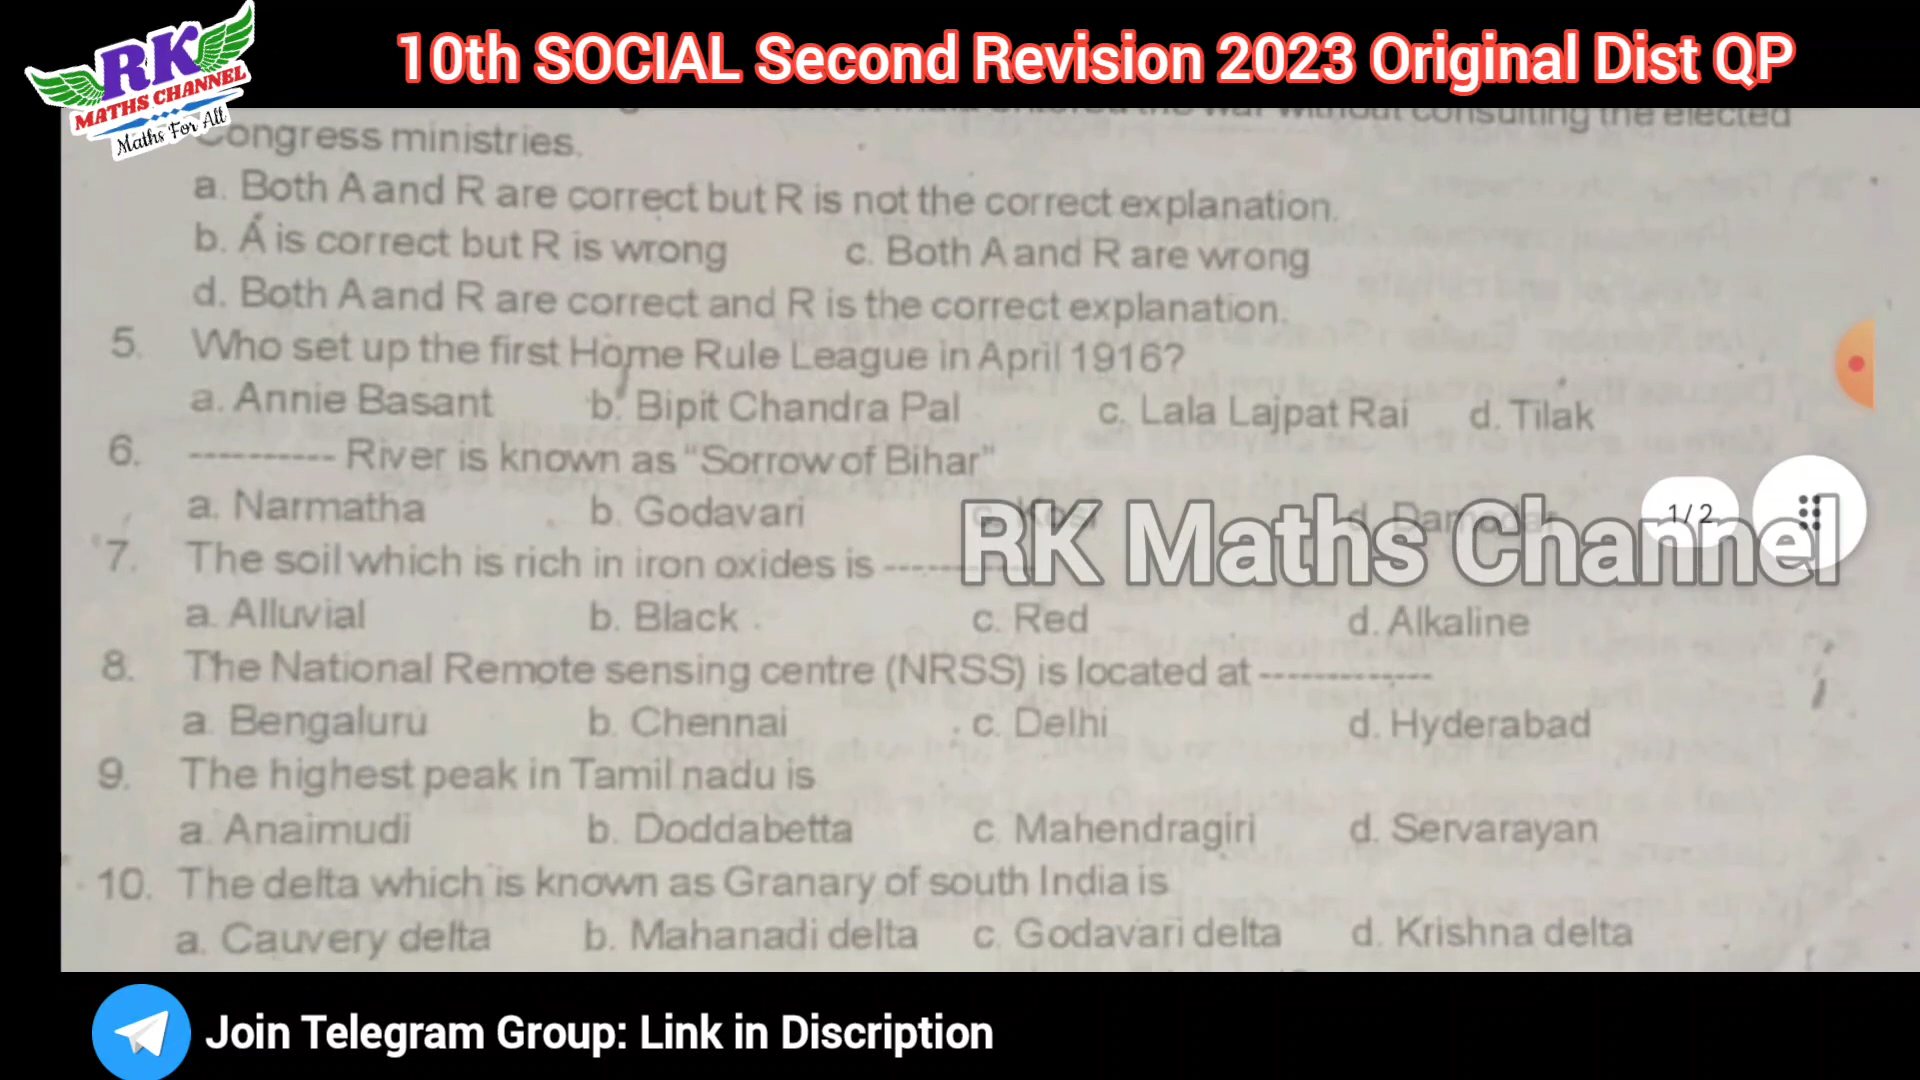 RK
MATHS CHANNEL
Maths For All
10th SOCIAL Second Revision 2023 Original Dist QP
the war without consulting the elected
Congress ministries.
a. Both A and R are correct but R is not the correct explanation.
b. A is correct but R is wrong c. Both A and R are wrong
d. Both A and R are correct and R is the correct explanation.
5. Who set up the first Home Rule League in April 1916?
a. Annie Basant b. Bipit Chandra Pal c. Lala Lajpat Rai d. Tilak
6. ---------- River is known as "Sorrow of Bihar"
a. Narmatha b. Godavari c. d. Damodar
RK Maths Channel
1/2
7. The soil which is rich in iron oxides is ----------
a. Alluvial b. Black c. Red d. Alkaline
8. The National Remote sensing centre (NRSS) is located at -------------
a. Bengaluru b. Chennai c. Delhi d. Hyderabad
9. The highest peak in Tamil nadu is
a. Anaimudi b. Doddabetta c. Mahendragiri d. Servarayan
10. The delta which is known as Granary of south India is
a. Cauvery delta b. Mahanadi delta c. Godavari delta d. Krishna delta
Join Telegram Group: Link in Discription